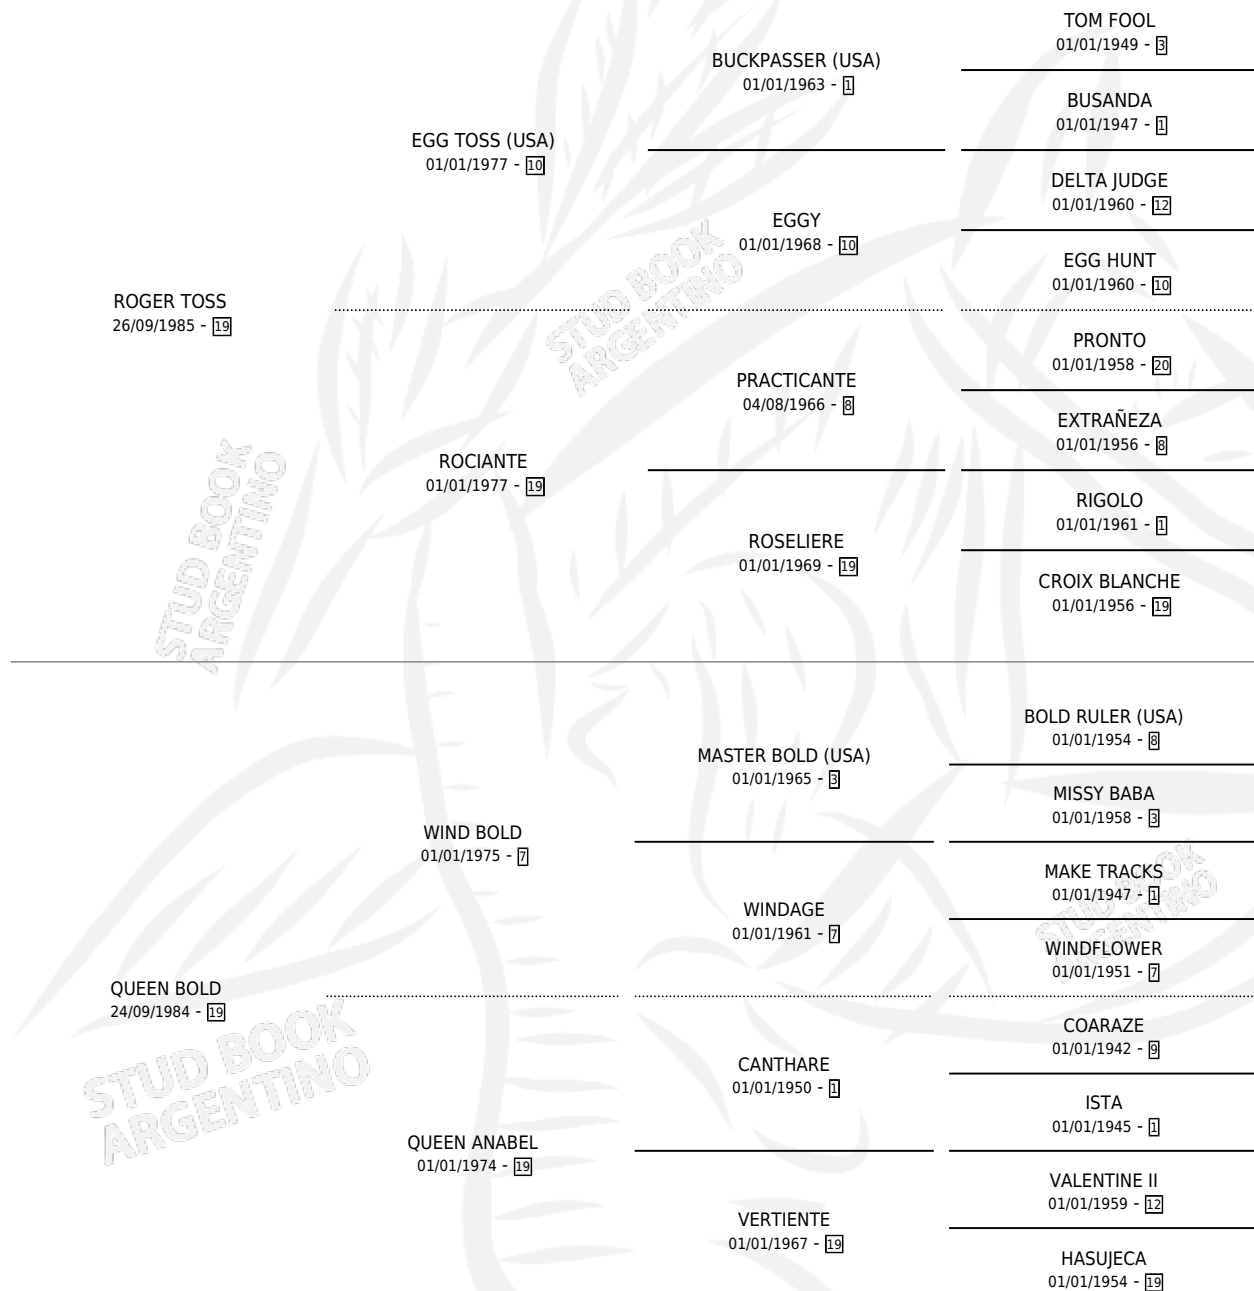 TOM FOOL
01/01/1949 - 3
BUCKPASSER (USA)
01/01/1963 - 1
BUSANDA
01/01/1947 - 1
EGG TOSS (USA)
01/01/1977 - 10
DELTA JUDGE
01/01/1960 - 12
EGGY
01/01/1968 - 10
EGG HUNT
01/01/1960 - 10
ROGER TOSS
26/09/1985 - 19
STUD BOOK
ARGENTINO
PRONTO
01/01/1958 - 20
PRACTICANTE
04/08/1966 - 8
EXTRAÑEZA
01/01/1956 - 8
ROCIANTE
01/01/1977 - 19
RIGOLO
01/01/1961 - 1
ROSELIERE
01/01/1969 - 19
CROIX BLANCHE
01/01/1956 - 19
STUD BOOK
ARGENTINO
BOLD RULER (USA)
01/01/1954 - 8
MASTER BOLD (USA)
01/01/1965 - 3
MISSY BABA
01/01/1958 - 3
WIND BOLD
01/01/1975 - 7
MAKE TRACKS
01/01/1947 - 1
WINDAGE
01/01/1961 - 7
STUD BOOK
ARGENTINO
WINDFLOWER
01/01/1951 - 7
QUEEN BOLD
24/09/1984 - 19
STUD BOOK
ARGENTINO
COARAZE
01/01/1942 - 9
CANTHARE
01/01/1950 - 1
ISTA
01/01/1945 - 1
QUEEN ANABEL
01/01/1974 - 19
VALENTINE II
01/01/1959 - 12
VERTIENTE
01/01/1967 - 19
HASUJECA
01/01/1954 - 19